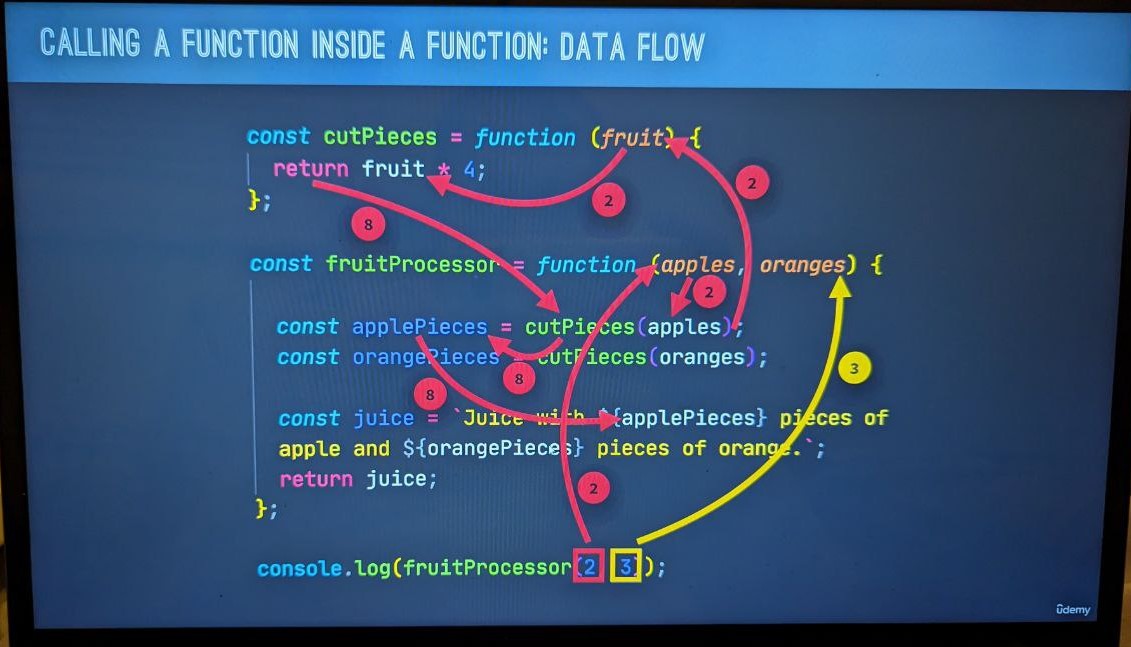 CALLING A FUNCTION INSIDE A FUNCTION: DATA FLOW
const cutPieces = function (fruit) {
return fruit * 4;
};
2
2
8
const fruitProcessor = function (apples, oranges) {
2
const applePieces = cutPieces(apples);
const orangePieces = cutPieces(oranges);
8
3
8
const juice = `Juice with ${applePieces} pieces of
apple and ${orangePieces} pieces of orange.`;
return juice;
2
};
console.log(fruitProcessor(2 3));
udemy